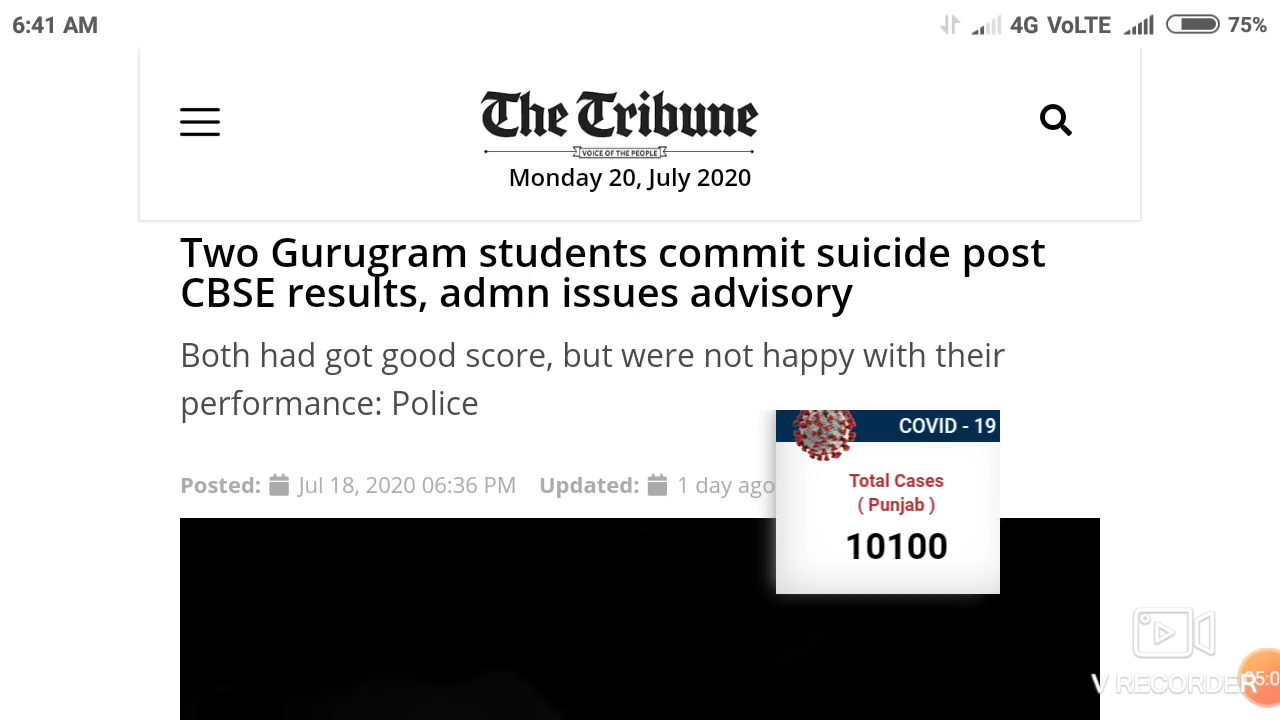 6:41 AM
4G VoLTE 75%
The Tribune
VOICE OF THE PEOPLE
Monday 20, July 2020
Two Gurugram students commit suicide post
CBSE results, admn issues advisory
Both had got good score, but were not happy with their
performance: Police
COVID - 19
Posted: Jul 18, 2020 06:36 PM Updated: 1 day ago
Total Cases
( Punjab )
10100
V RECORDER